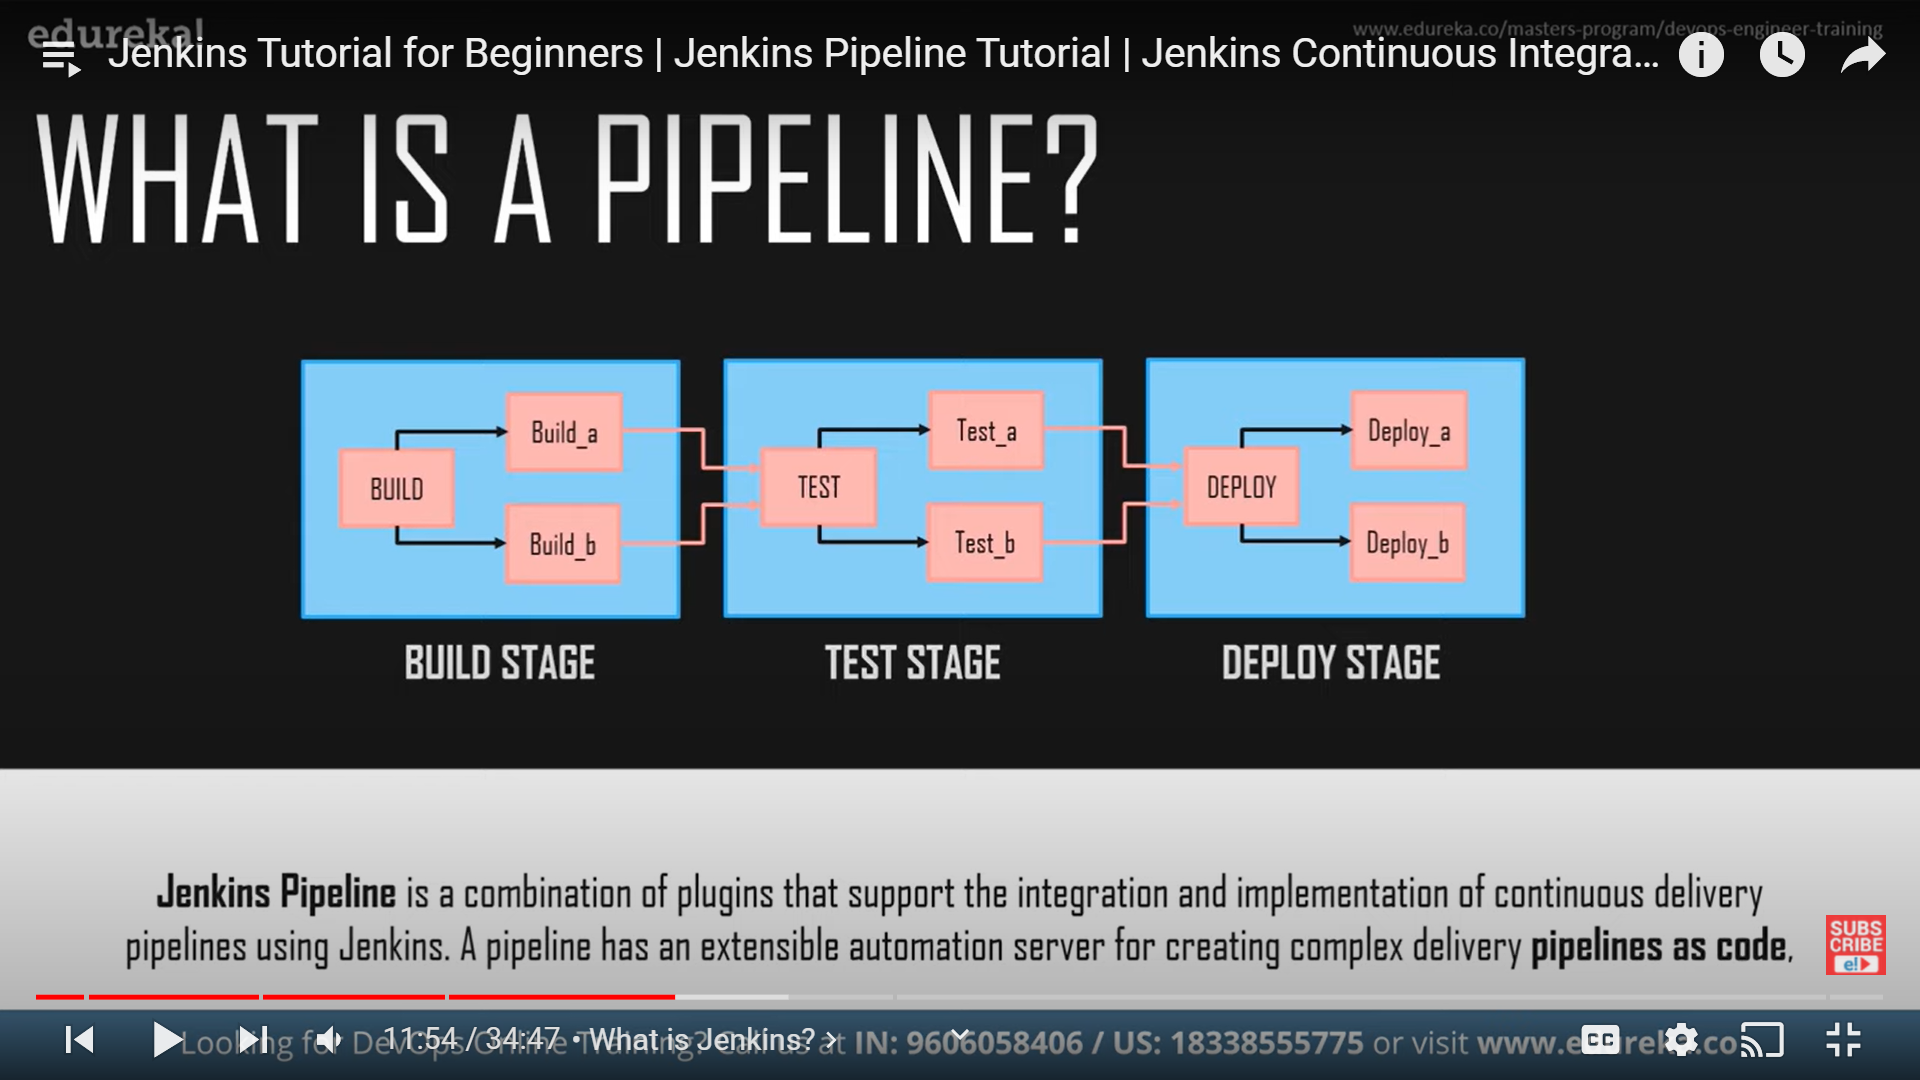 edureka!
www.edureka.co/masters-program/devops-engineer-training
Jenkins Tutorial for Beginners | Jenkins Pipeline Tutorial | Jenkins Continuous Integra...
WHAT IS A PIPELINE?
BUILD
Build_a
Build_b
TEST
Test_a
Test_b
DEPLOY
Deploy_a
Deploy_b
BUILD STAGE
TEST STAGE
DEPLOY STAGE
Jenkins Pipeline is a combination of plugins that support the integration and implementation of continuous delivery
pipelines using Jenkins. A pipeline has an extensible automation server for creating complex delivery pipelines as code,
SUBS
CRIBE
e!
11:54 / 34:47 • What is Jenkins? ›
Looking for DevOps Online Training? Call us at IN: 9606058406 / US: 18338555775 or visit www.edureka.co
CC